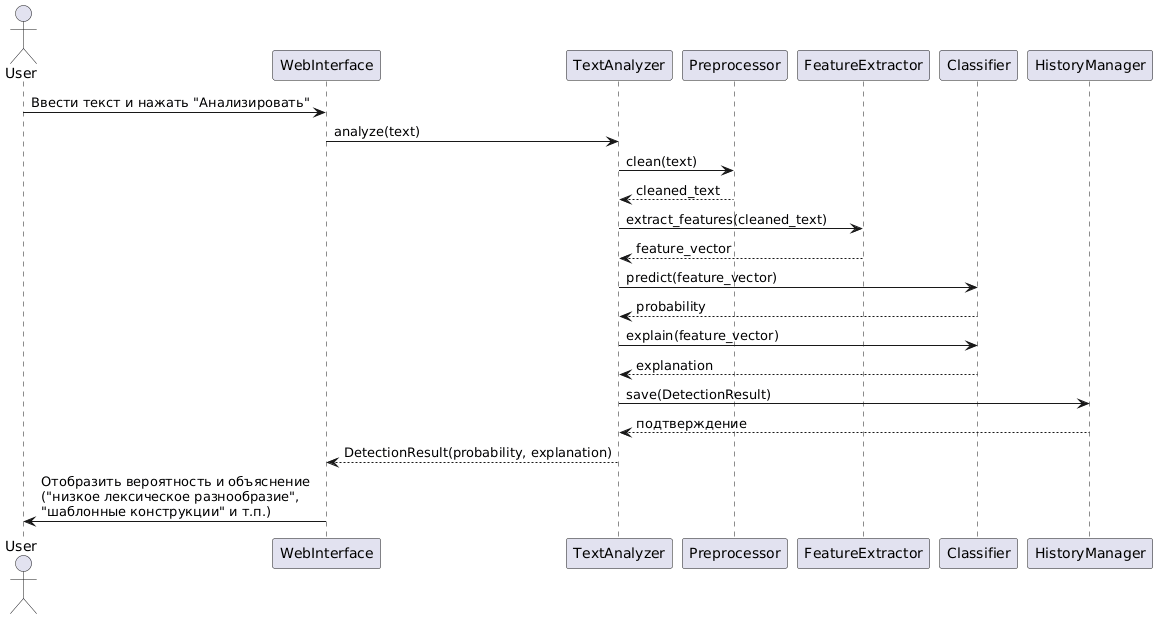 User
WebInterface
TextAnalyzer
Preprocessor
FeatureExtractor
Classifier
HistoryManager
Ввести текст и нажать "Анализировать"
analyze(text)
clean(text)
cleaned_text
extract_features(cleaned_text)
feature_vector
predict(feature_vector)
probability
explain(feature_vector)
explanation
save(DetectionResult)
подтверждение
DetectionResult(probability, explanation)
Отобразить вероятность и объяснение
("низкое лексическое разнообразие",
"шаблонные конструкции" и т.п.)
User
WebInterface
TextAnalyzer
Preprocessor
FeatureExtractor
Classifier
HistoryManager